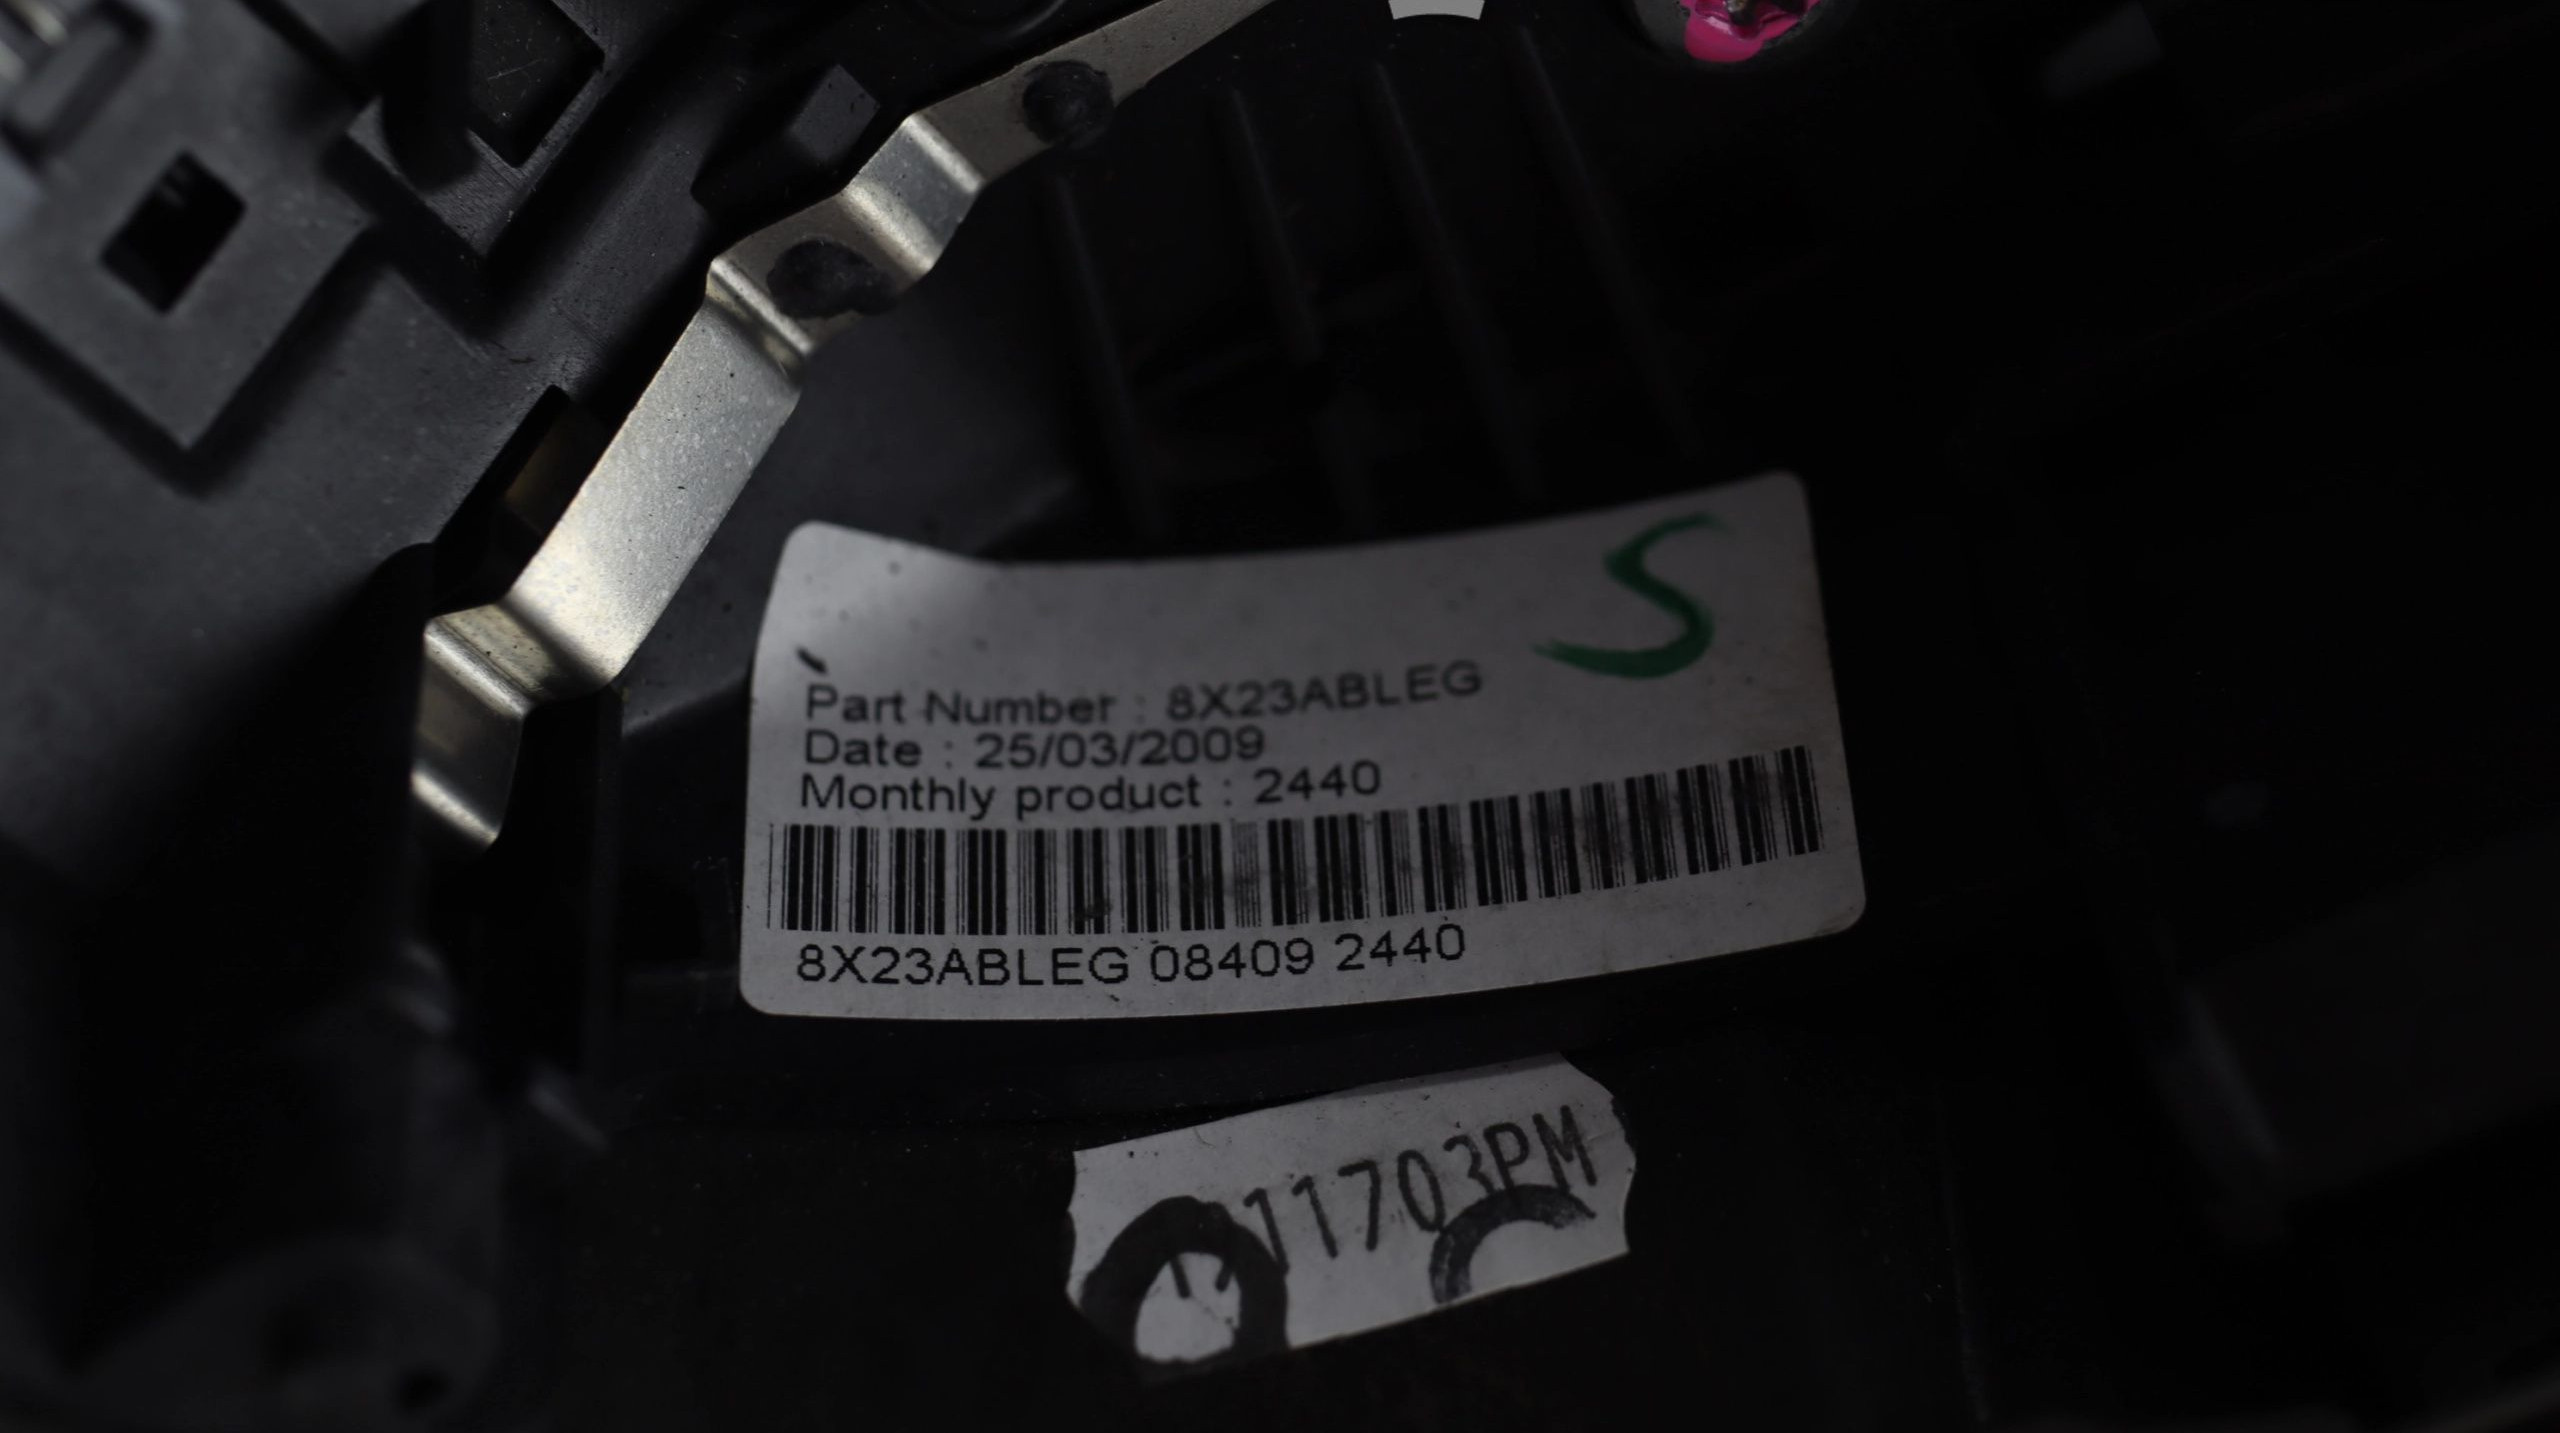 S
Part Number : 8X23ABLEG
Date : 25/03/2009
Monthly product : 2440
8X23ABLEG 08409 2440
11703PM